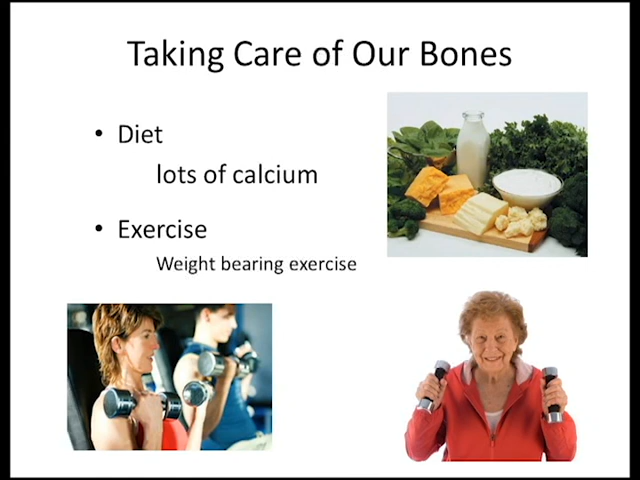 Taking Care of Our Bones
• Diet
lots of calcium
• Exercise
Weight bearing exercise